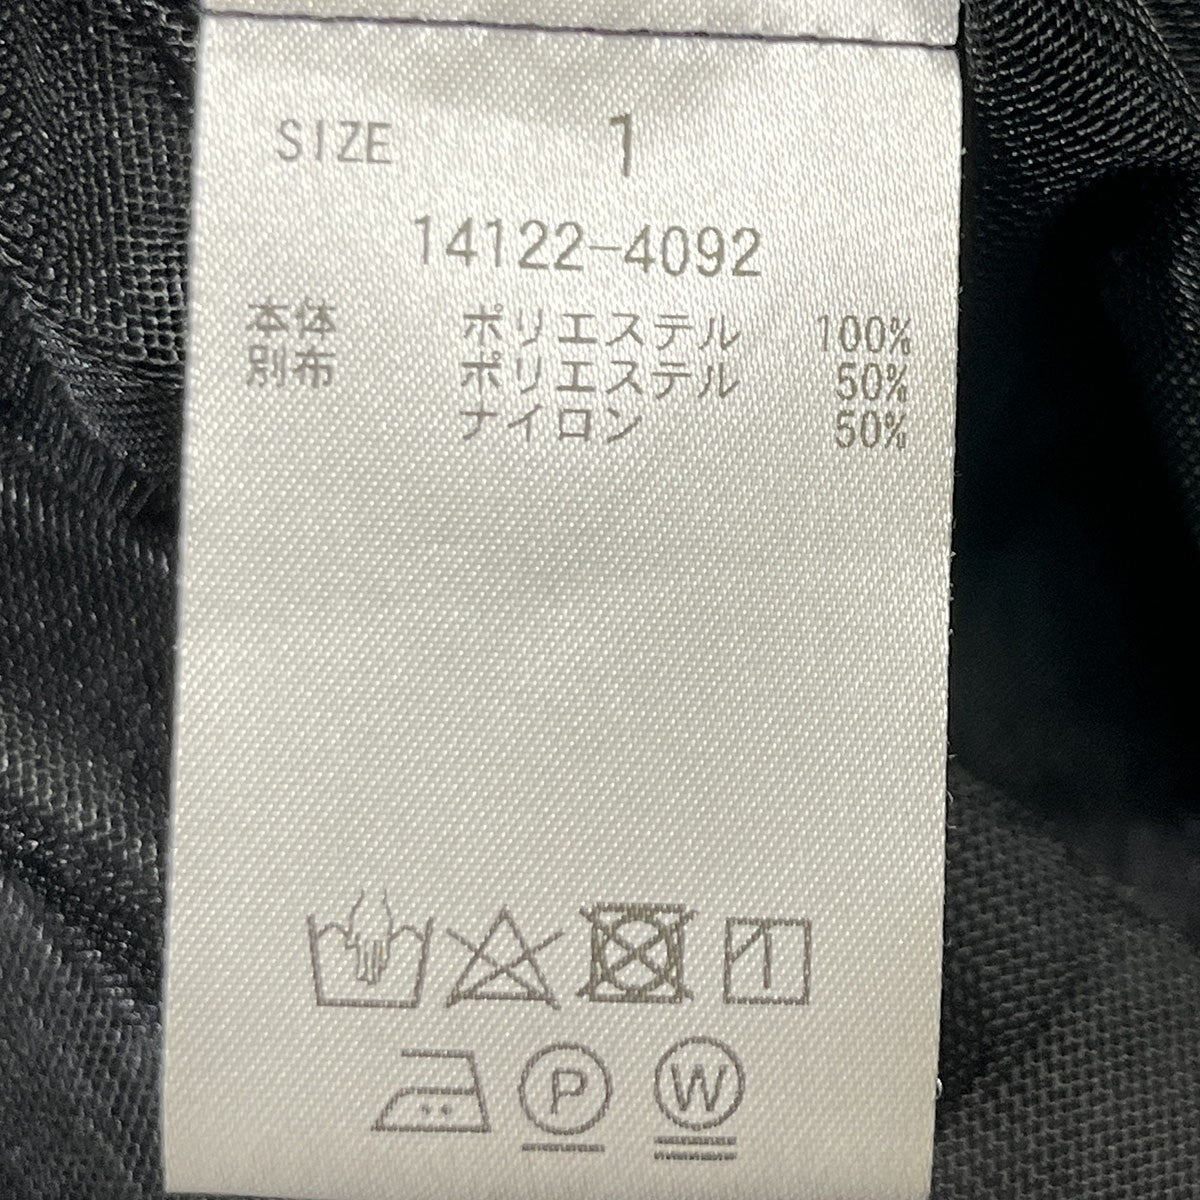 SIZE 1
14122-4092
本体 ポリエステル 100%
別布 ポリエステル 50%
ナイロン 50%
P W